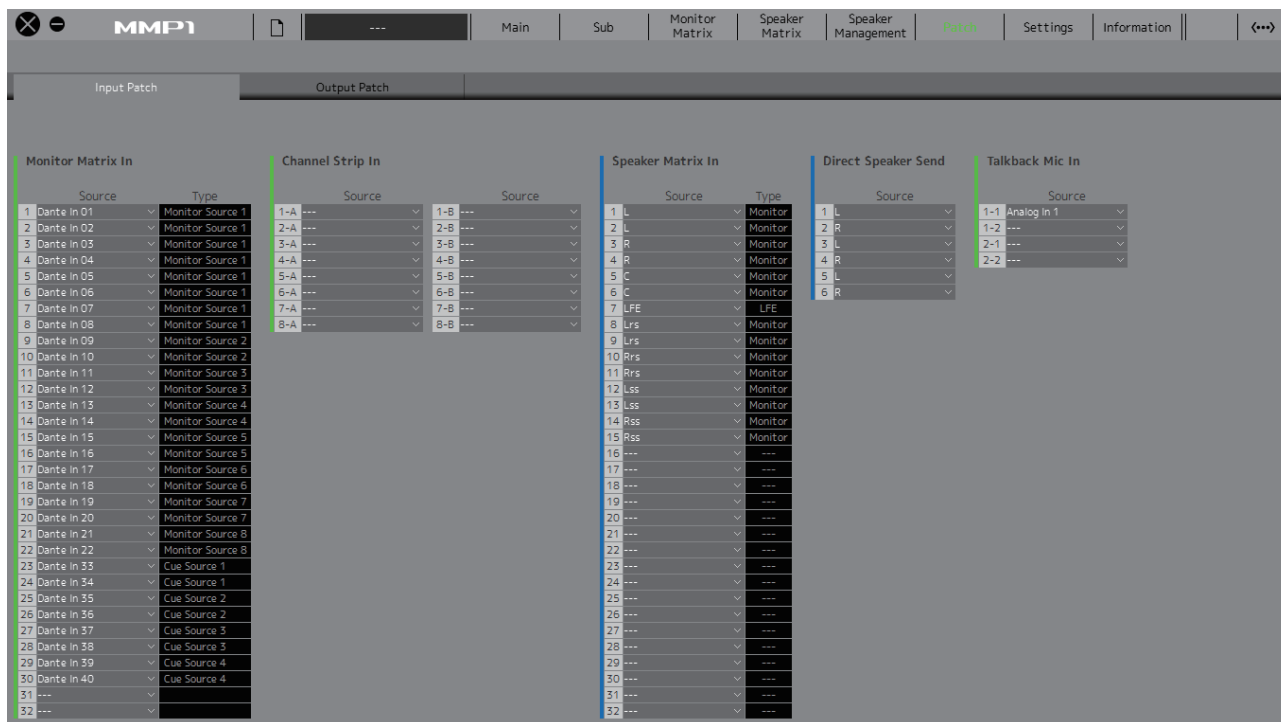 MMP1 --- Main Sub Monitor Matrix Speaker Matrix Speaker Management Patch Settings Information
Input Patch Output Patch
Monitor Matrix In Channel Strip In Speaker Matrix In Direct Speaker Send Talkback Mic In
Source Type Source Source Source Type Source Source
1 Dante In 01 Monitor Source 1 1-A --- 1-B --- 1 L Monitor 1 L 1-1 Analog In 1
2 Dante In 02 Monitor Source 1 2-A --- 2-B --- 2 L Monitor 2 R 1-2 ---
3 Dante In 03 Monitor Source 1 3-A --- 3-B --- 3 R Monitor 3 L 2-1 ---
4 Dante In 04 Monitor Source 1 4-A --- 4-B --- 4 R Monitor 4 R 2-2 ---
5 Dante In 05 Monitor Source 1 5-A --- 5-B --- 5 C Monitor 5 L
6 Dante In 06 Monitor Source 1 6-A --- 6-B --- 6 C Monitor 6 R
7 Dante In 07 Monitor Source 1 7-A --- 7-B --- 7 LFE LFE
8 Dante In 08 Monitor Source 1 8-A --- 8-B --- 8 Lrs Monitor
9 Dante In 09 Monitor Source 2 9 Lrs Monitor
10 Dante In 10 Monitor Source 2 10 Rrs Monitor
11 Dante In 11 Monitor Source 3 11 Rrs Monitor
12 Dante In 12 Monitor Source 3 12 Lss Monitor
13 Dante In 13 Monitor Source 4 13 Lss Monitor
14 Dante In 14 Monitor Source 4 14 Rss Monitor
15 Dante In 15 Monitor Source 5 15 Rss Monitor
16 Dante In 16 Monitor Source 5 16 --- ---
17 Dante In 17 Monitor Source 6 17 --- ---
18 Dante In 18 Monitor Source 6 18 --- ---
19 Dante In 19 Monitor Source 7 19 --- ---
20 Dante In 20 Monitor Source 7 20 --- ---
21 Dante In 21 Monitor Source 8 21 --- ---
22 Dante In 22 Monitor Source 8 22 --- ---
23 Dante In 33 Cue Source 1 23 --- ---
24 Dante In 34 Cue Source 1 24 --- ---
25 Dante In 35 Cue Source 2 25 --- ---
26 Dante In 36 Cue Source 2 26 --- ---
27 Dante In 37 Cue Source 3 27 --- ---
28 Dante In 38 Cue Source 3 28 --- ---
29 Dante In 39 Cue Source 4 29 --- ---
30 Dante In 40 Cue Source 4 30 --- ---
31 --- 31 --- ---
32 --- 32 --- ---